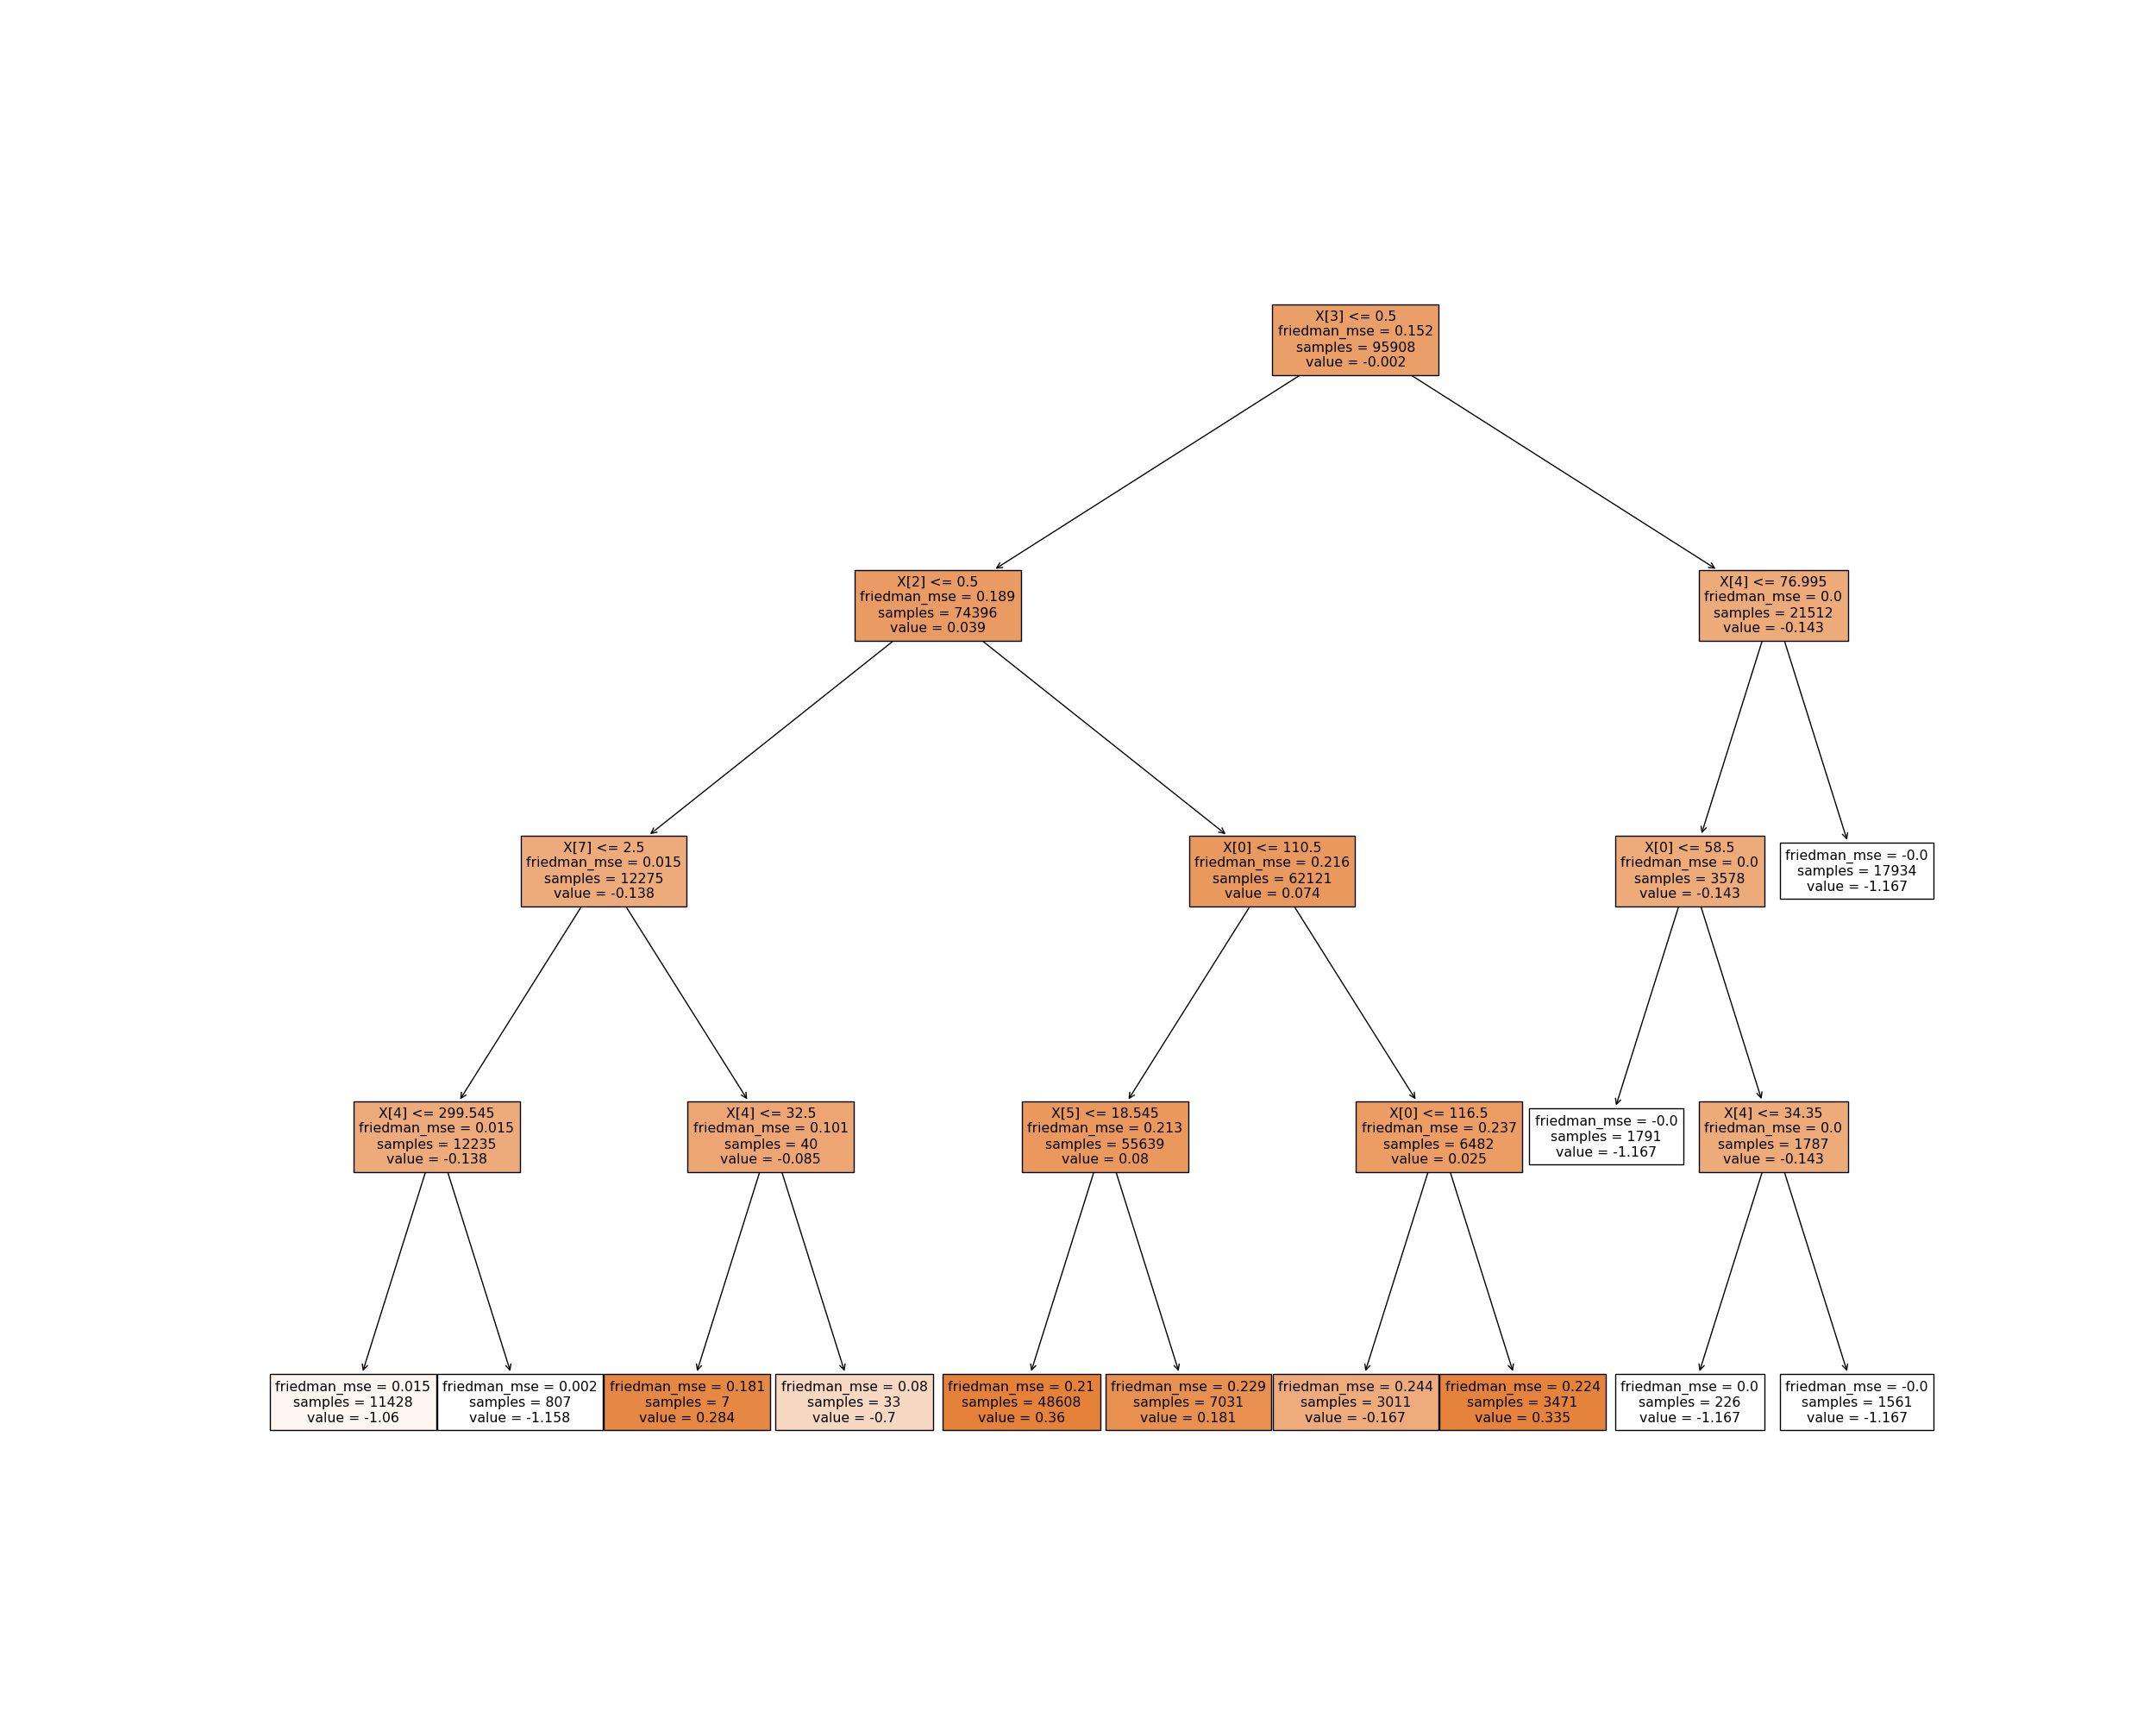 X[3] <= 0.5
friedman_mse = 0.152
samples = 95908
value = -0.002
X[2] <= 0.5
friedman_mse = 0.189
samples = 74396
value = 0.039
X[4] <= 76.995
friedman_mse = 0.0
samples = 21512
value = -0.143
X[7] <= 2.5
friedman_mse = 0.015
samples = 12275
value = -0.138
X[0] <= 110.5
friedman_mse = 0.216
samples = 62121
value = 0.074
X[0] <= 58.5
friedman_mse = 0.0
samples = 3578
value = -0.143
friedman_mse = -0.0
samples = 17934
value = -1.167
X[4] <= 299.545
friedman_mse = 0.015
samples = 12235
value = -0.138
X[4] <= 32.5
friedman_mse = 0.101
samples = 40
value = -0.085
X[5] <= 18.545
friedman_mse = 0.213
samples = 55639
value = 0.08
X[0] <= 116.5
friedman_mse = 0.237
samples = 6482
value = 0.025
friedman_mse = -0.0
samples = 1791
value = -1.167
X[4] <= 34.35
friedman_mse = 0.0
samples = 1787
value = -0.143
friedman_mse = 0.015
samples = 11428
value = -1.06
friedman_mse = 0.002
samples = 807
value = -1.158
friedman_mse = 0.181
samples = 7
value = 0.284
friedman_mse = 0.08
samples = 33
value = -0.7
friedman_mse = 0.21
samples = 48608
value = 0.36
friedman_mse = 0.229
samples = 7031
value = 0.181
friedman_mse = 0.244
samples = 3011
value = -0.167
friedman_mse = 0.224
samples = 3471
value = 0.335
friedman_mse = 0.0
samples = 226
value = -1.167
friedman_mse = -0.0
samples = 1561
value = -1.167